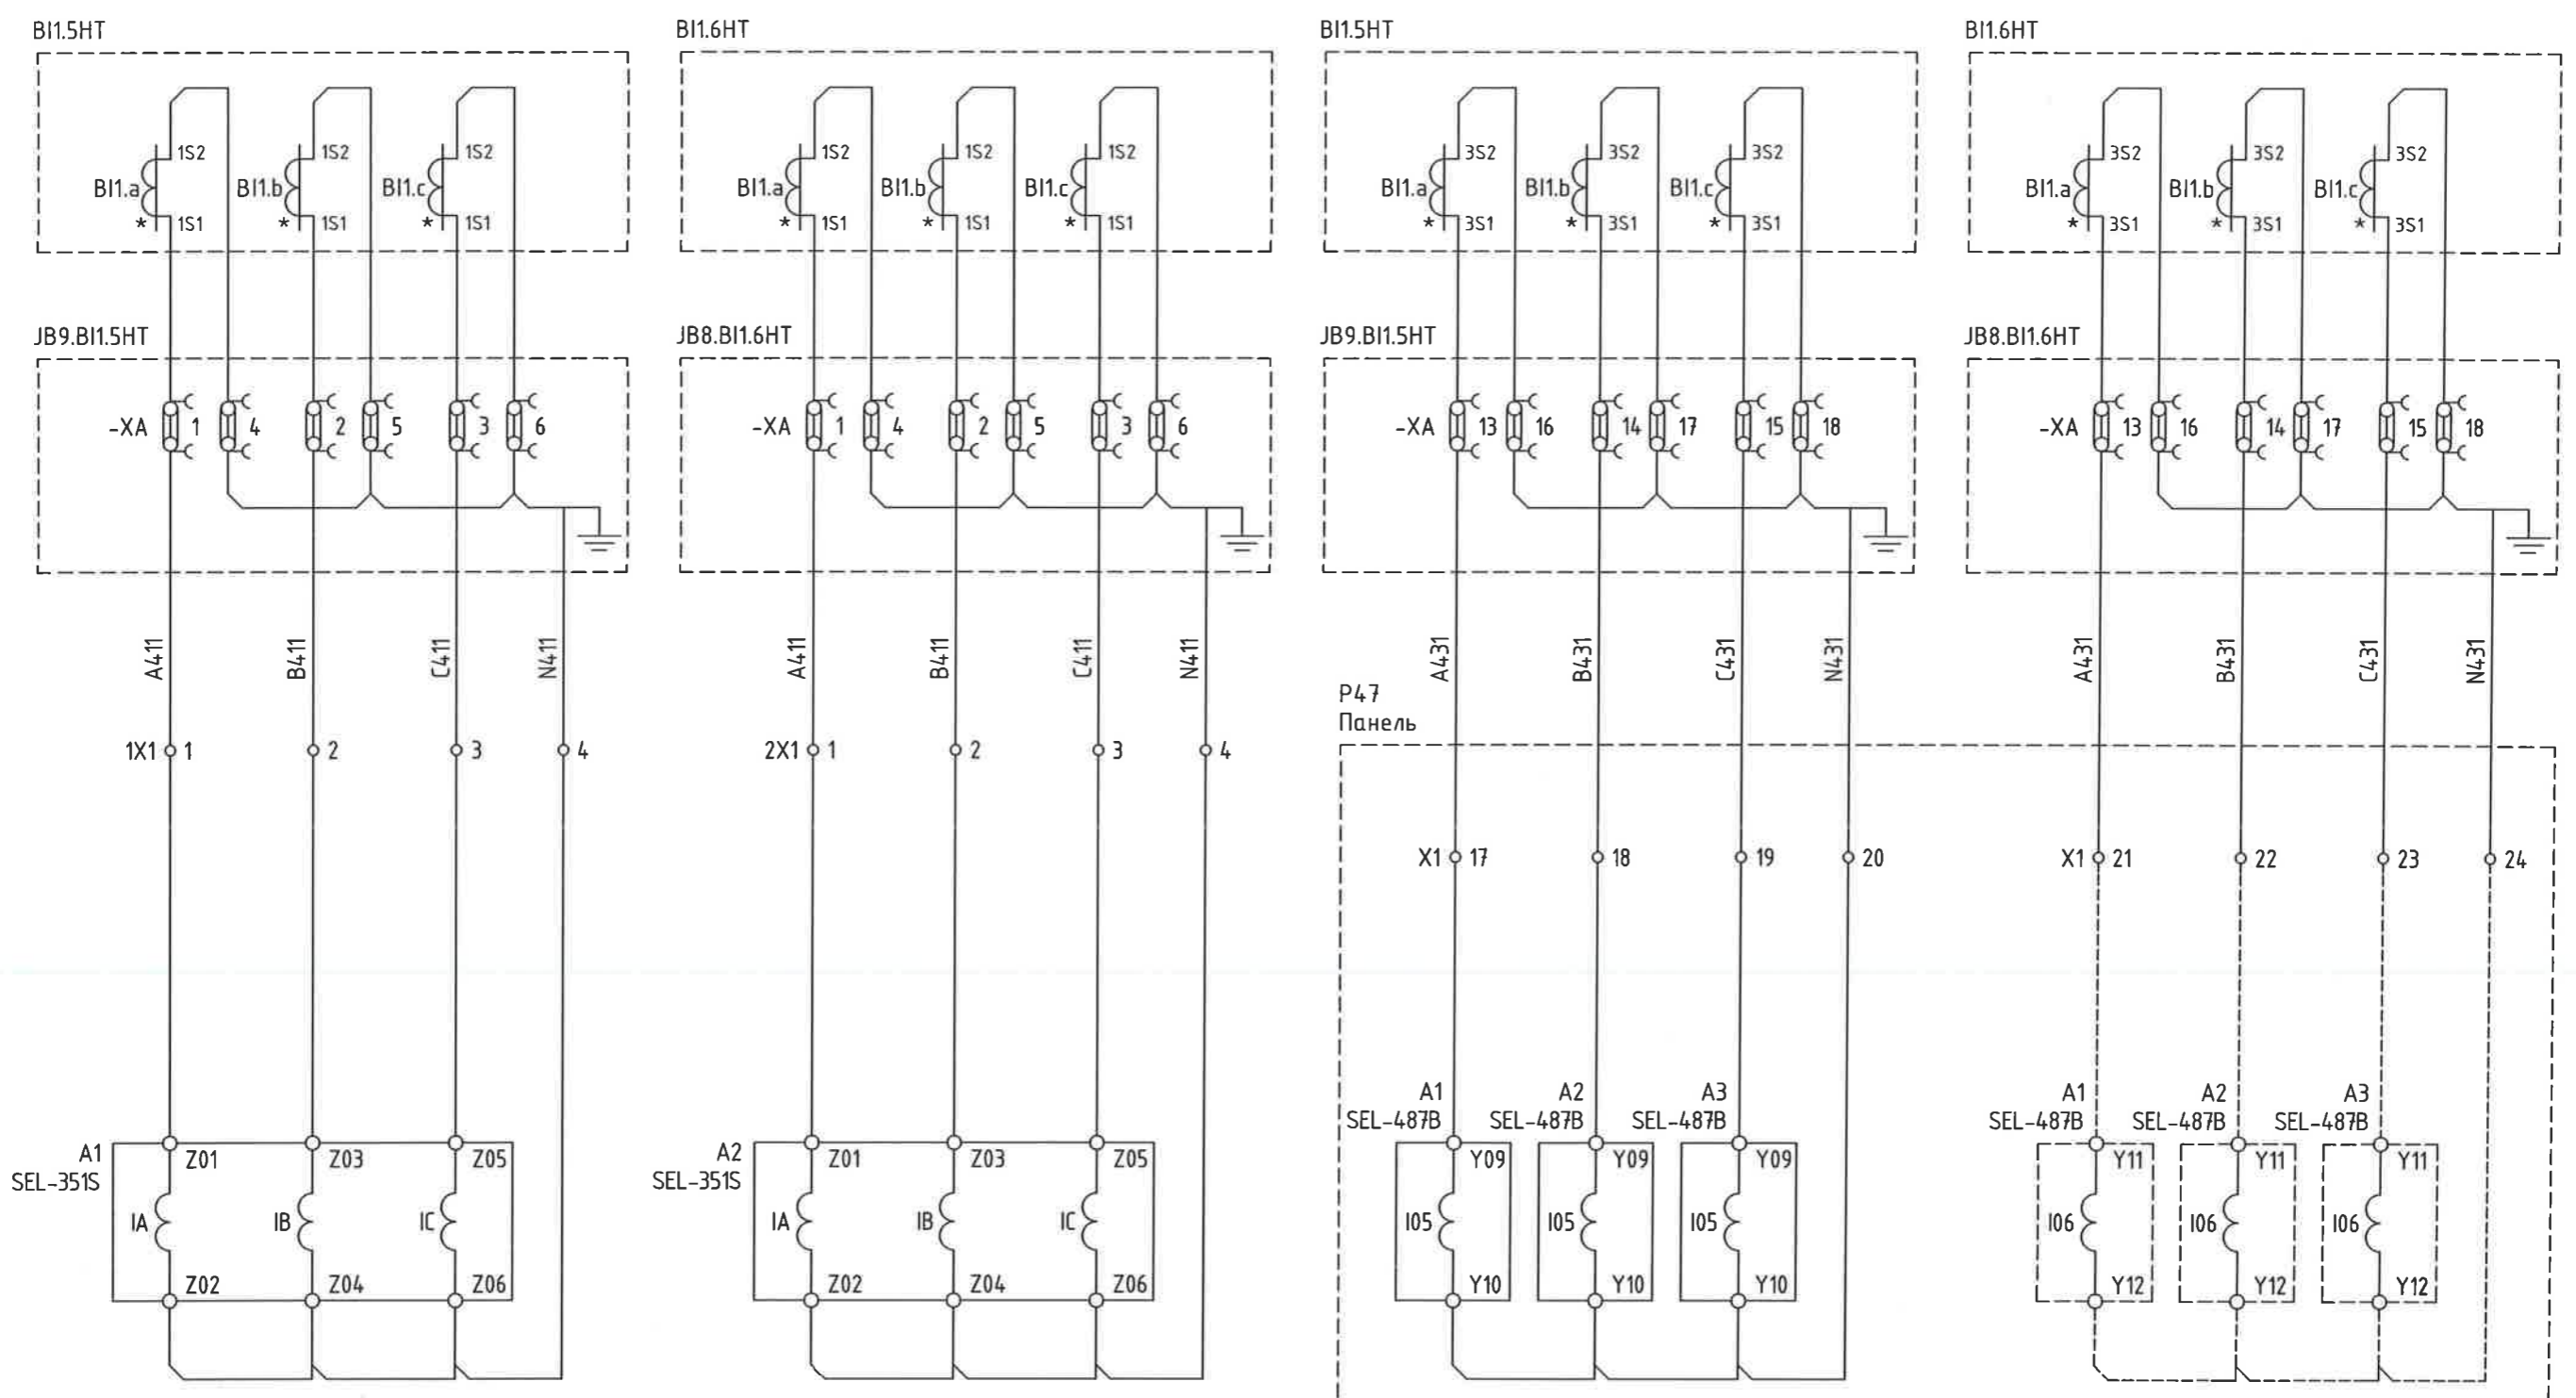 BI1.5HT BI1.6HT BI1.5HT BI1.6HT
1S2 1S2 1S2 1S2 1S2 1S2 3S2 3S2 3S2 3S2 3S2 3S2
BI1.a BI1.b BI1.c BI1.a BI1.b BI1.c BI1.a BI1.b BI1.c BI1.a BI1.b BI1.c
* 1S1 * 1S1 * 1S1 * 1S1 * 1S1 * 1S1 * 3S1 * 3S1 * 3S1 * 3S1 * 3S1 * 3S1
JB9.BI1.5HT JB8.BI1.6HT JB9.BI1.5HT JB8.BI1.6HT
-XA 1 4 2 5 3 6 -XA 1 4 2 5 3 6 -XA 13 16 14 17 15 18 -XA 13 16 14 17 15 18
A411 B411 C411 N411 A411 B411 C411 N411 A431 B431 C431 N431 A431 B431 C431 N431
P47
Панель
1X1 1 2 3 4 2X1 1 2 3 4
X1 17 18 19 20 X1 21 22 23 24
A1 A2 A3 A1 A2 A3
SEL-487B SEL-487B SEL-487B SEL-487B SEL-487B SEL-487B
A1 Z01 Z03 Z05 A2 Z01 Z03 Z05 Y09 Y09 Y09 Y11 Y11 Y11
SEL-351S SEL-351S
IA IB IC IA IB IC I05 I05 I05 I06 I06 I06
Z02 Z04 Z06 Z02 Z04 Z06 Y10 Y10 Y10 Y12 Y12 Y12